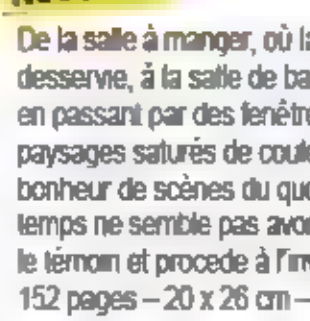 De la salle à manger, où la
desservie, à la salle de ba
en passant par des fenêtre
paysages saturés de coule
bonheur de scènes du quo
temps ne semble pas avoi
le témoin et procède à l'inv
152 pages – 20 x 26 cm –